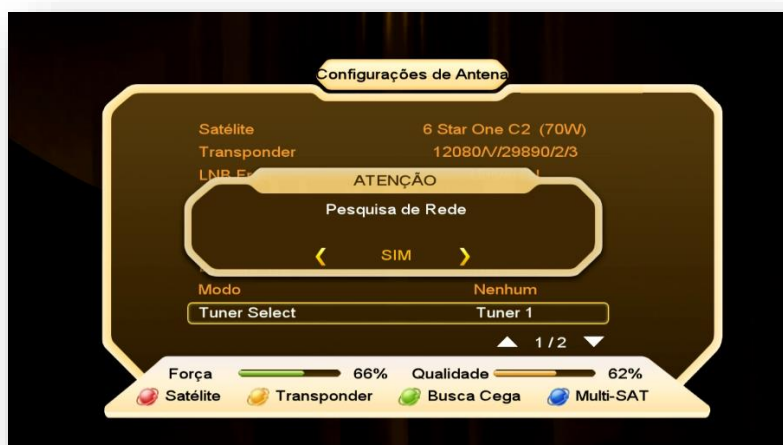 Configurações de Antena
Satélite 6 Star One C2 (70W)
Transponder 12080/V/29890/2/3
LNB
ATENÇÃO
Pesquisa de Rede
SIM
Modo Nenhum
Tuner Select Tuner 1
1/2
Força 66% Qualidade 62%
Satélite Transponder Busca Cega Multi-SAT